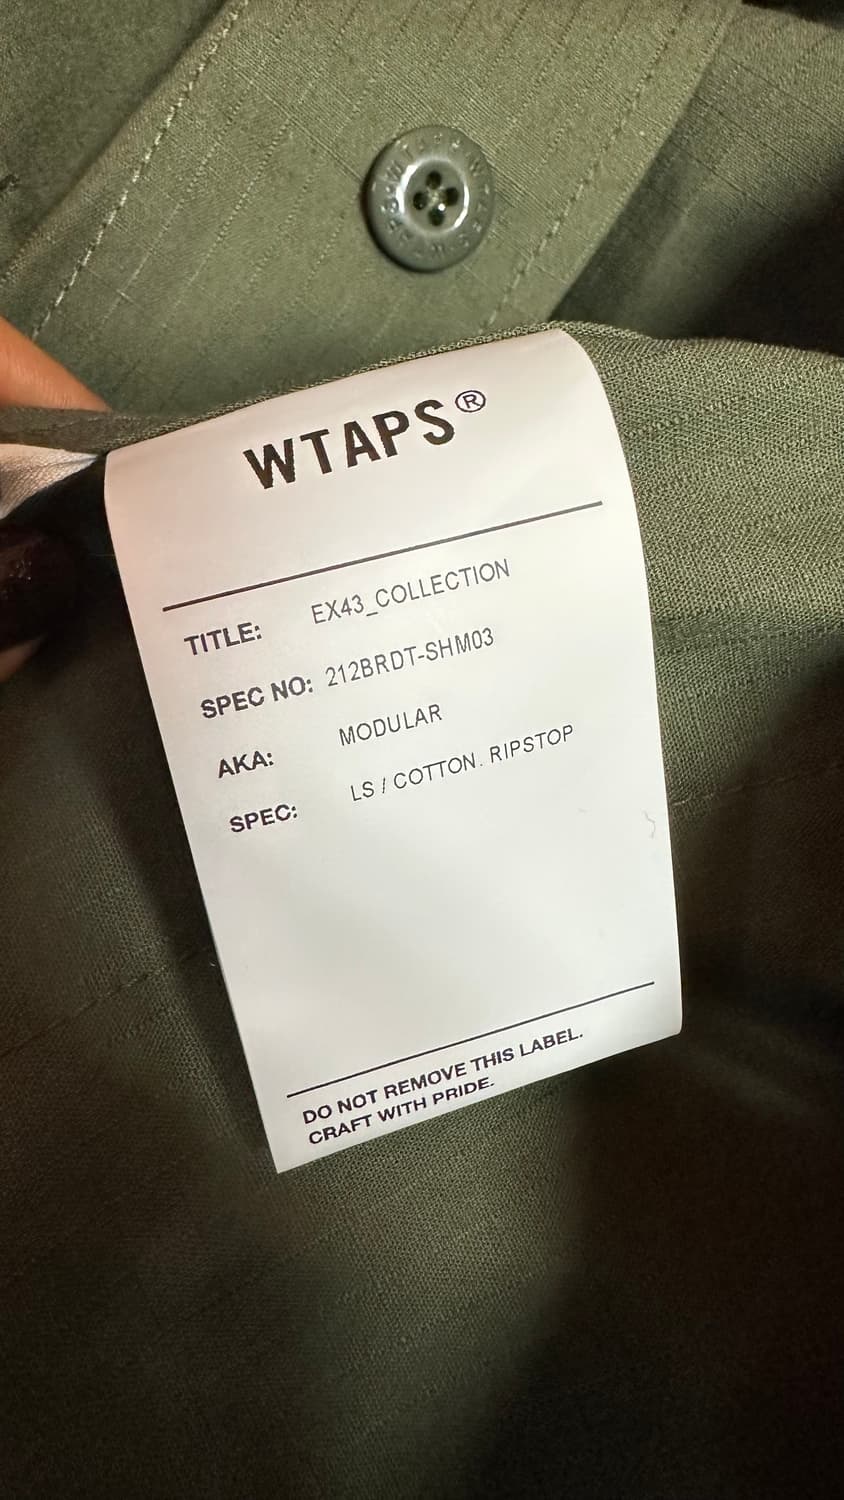 WTAPS®
TITLE: EX43_COLLECTION
SPEC NO: 212BRDT-SHM03
AKA: MODULAR
SPEC: LS / COTTON. RIPSTOP
DO NOT REMOVE THIS LABEL.
CRAFT WITH PRIDE.